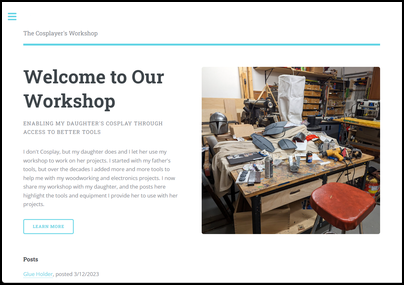 The Cosplayer's Workshop
Welcome to Our
Workshop
ENABLING MY DAUGHTER'S COSPLAY THROUGH
ACCESS TO BETTER TOOLS
I don't Cosplay, but my daughter does and I let her use my
workshop to work on her projects. I started with my father's
tools, but over the decades I added more and more tools to
help me with my woodworking and electronics projects. I now
share my workshop with my daughter, and the posts here
highlight the tools and equipment I provide her to use with her
projects.
LEARN MORE
Posts
Glue Holder, posted 3/12/2023